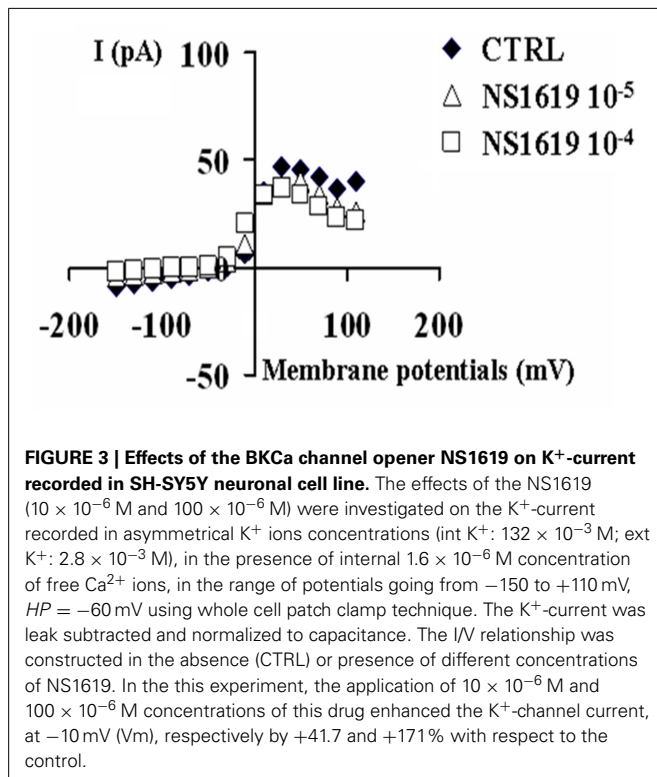 I (pA) 100
CTRL
NS1619 10-5
NS1619 10-4
50
0
-200 -100 100 200
-50 Membrane potentials (mV)
FIGURE 3 | Effects of the BKCa channel opener NS1619 on K+-current
recorded in SH-SY5Y neuronal cell line. The effects of the NS1619
(10 × 10−6 M and 100 × 10−6 M) were investigated on the K+-current
recorded in asymmetrical K+ ions concentrations (int K+: 132 × 10−3 M; ext
K+: 2.8 × 10−3 M), in the presence of internal 1.6 × 10−6 M concentration
of free Ca2+ ions, in the range of potentials going from −150 to +110 mV,
HP = −60 mV using whole cell patch clamp technique. The K+-current was
leak subtracted and normalized to capacitance. The I/V relationship was
constructed in the absence (CTRL) or presence of different concentrations
of NS1619. In the this experiment, the application of 10 × 10−6 M and
100 × 10−6 M concentrations of this drug enhanced the K+-channel current,
at −10 mV (Vm), respectively by +41.7 and +171% with respect to the
control.